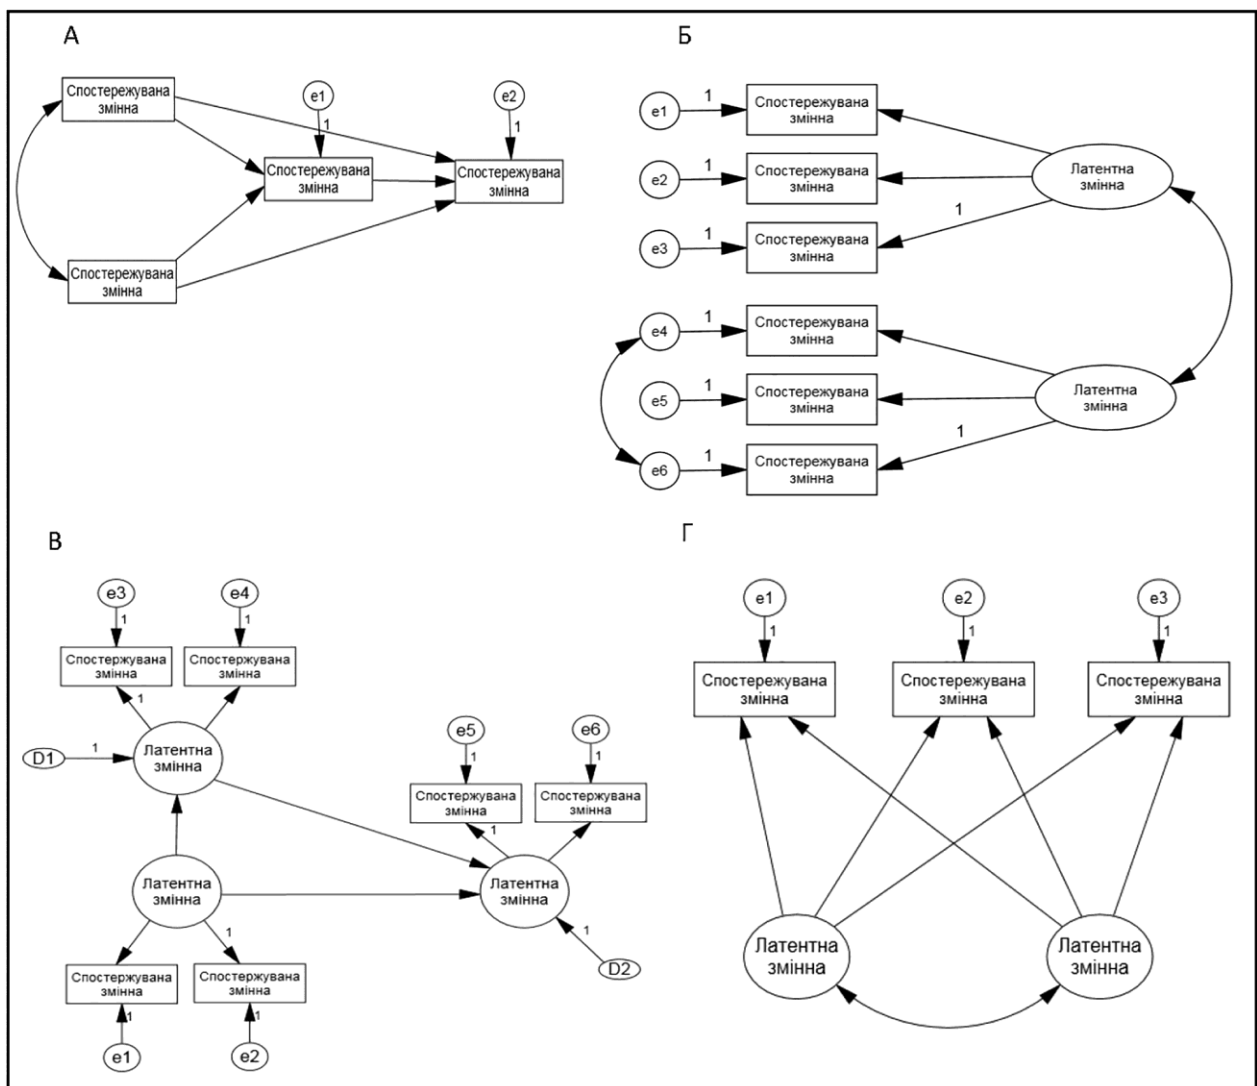 А
Спостережувана
змінна
e1
1
e2
1
Спостережувана
змінна
Спостережувана
змінна
Спостережувана
змінна
Б
e1
1
Спостережувана
змінна
e2
1
Спостережувана
змінна
Латентна
змінна
1
e3
1
Спостережувана
змінна
e4
1
Спостережувана
змінна
e5
1
Спостережувана
змінна
Латентна
змінна
1
e6
1
Спостережувана
змінна
В
e3
1
e4
1
Спостержувана
змінна
Спостержувана
змінна
1
D1
1
Латентна
змінна
e5
1
e6
1
Спостержувана
змінна
Спостержувана
змінна
1
Латентна
змінна
Латентна
змінна
1
1
D2
Спостержувана
змінна
Спостержувана
змінна
1
1
e1
e2
Г
e1
1
e2
1
e3
1
Спостережувана
змінна
Спостережувана
змінна
Спостережувана
змінна
Латентна
змінна
Латентна
змінна